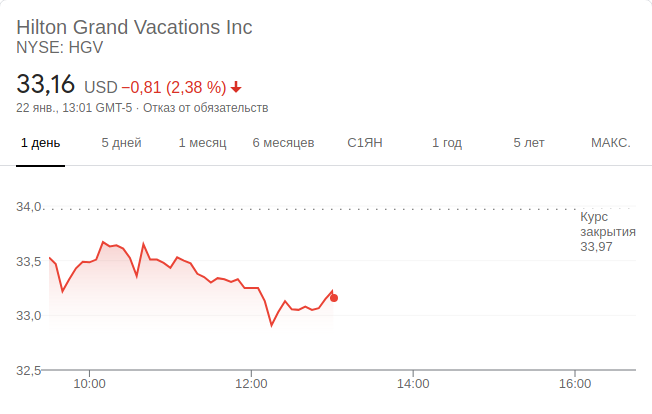 Hilton Grand Vacations Inc
NYSE: HGV
33,16 USD −0,81 (2,38 %)
22 янв., 13:01 GMT-5 · Отказ от обязательств
1 день 5 дней 1 месяц 6 месяцев С1ЯН 1 год 5 лет МАКС.
34,0
Курс
закрытия
33,97
33,5
33,0
32,5
10:00 12:00 14:00 16:00